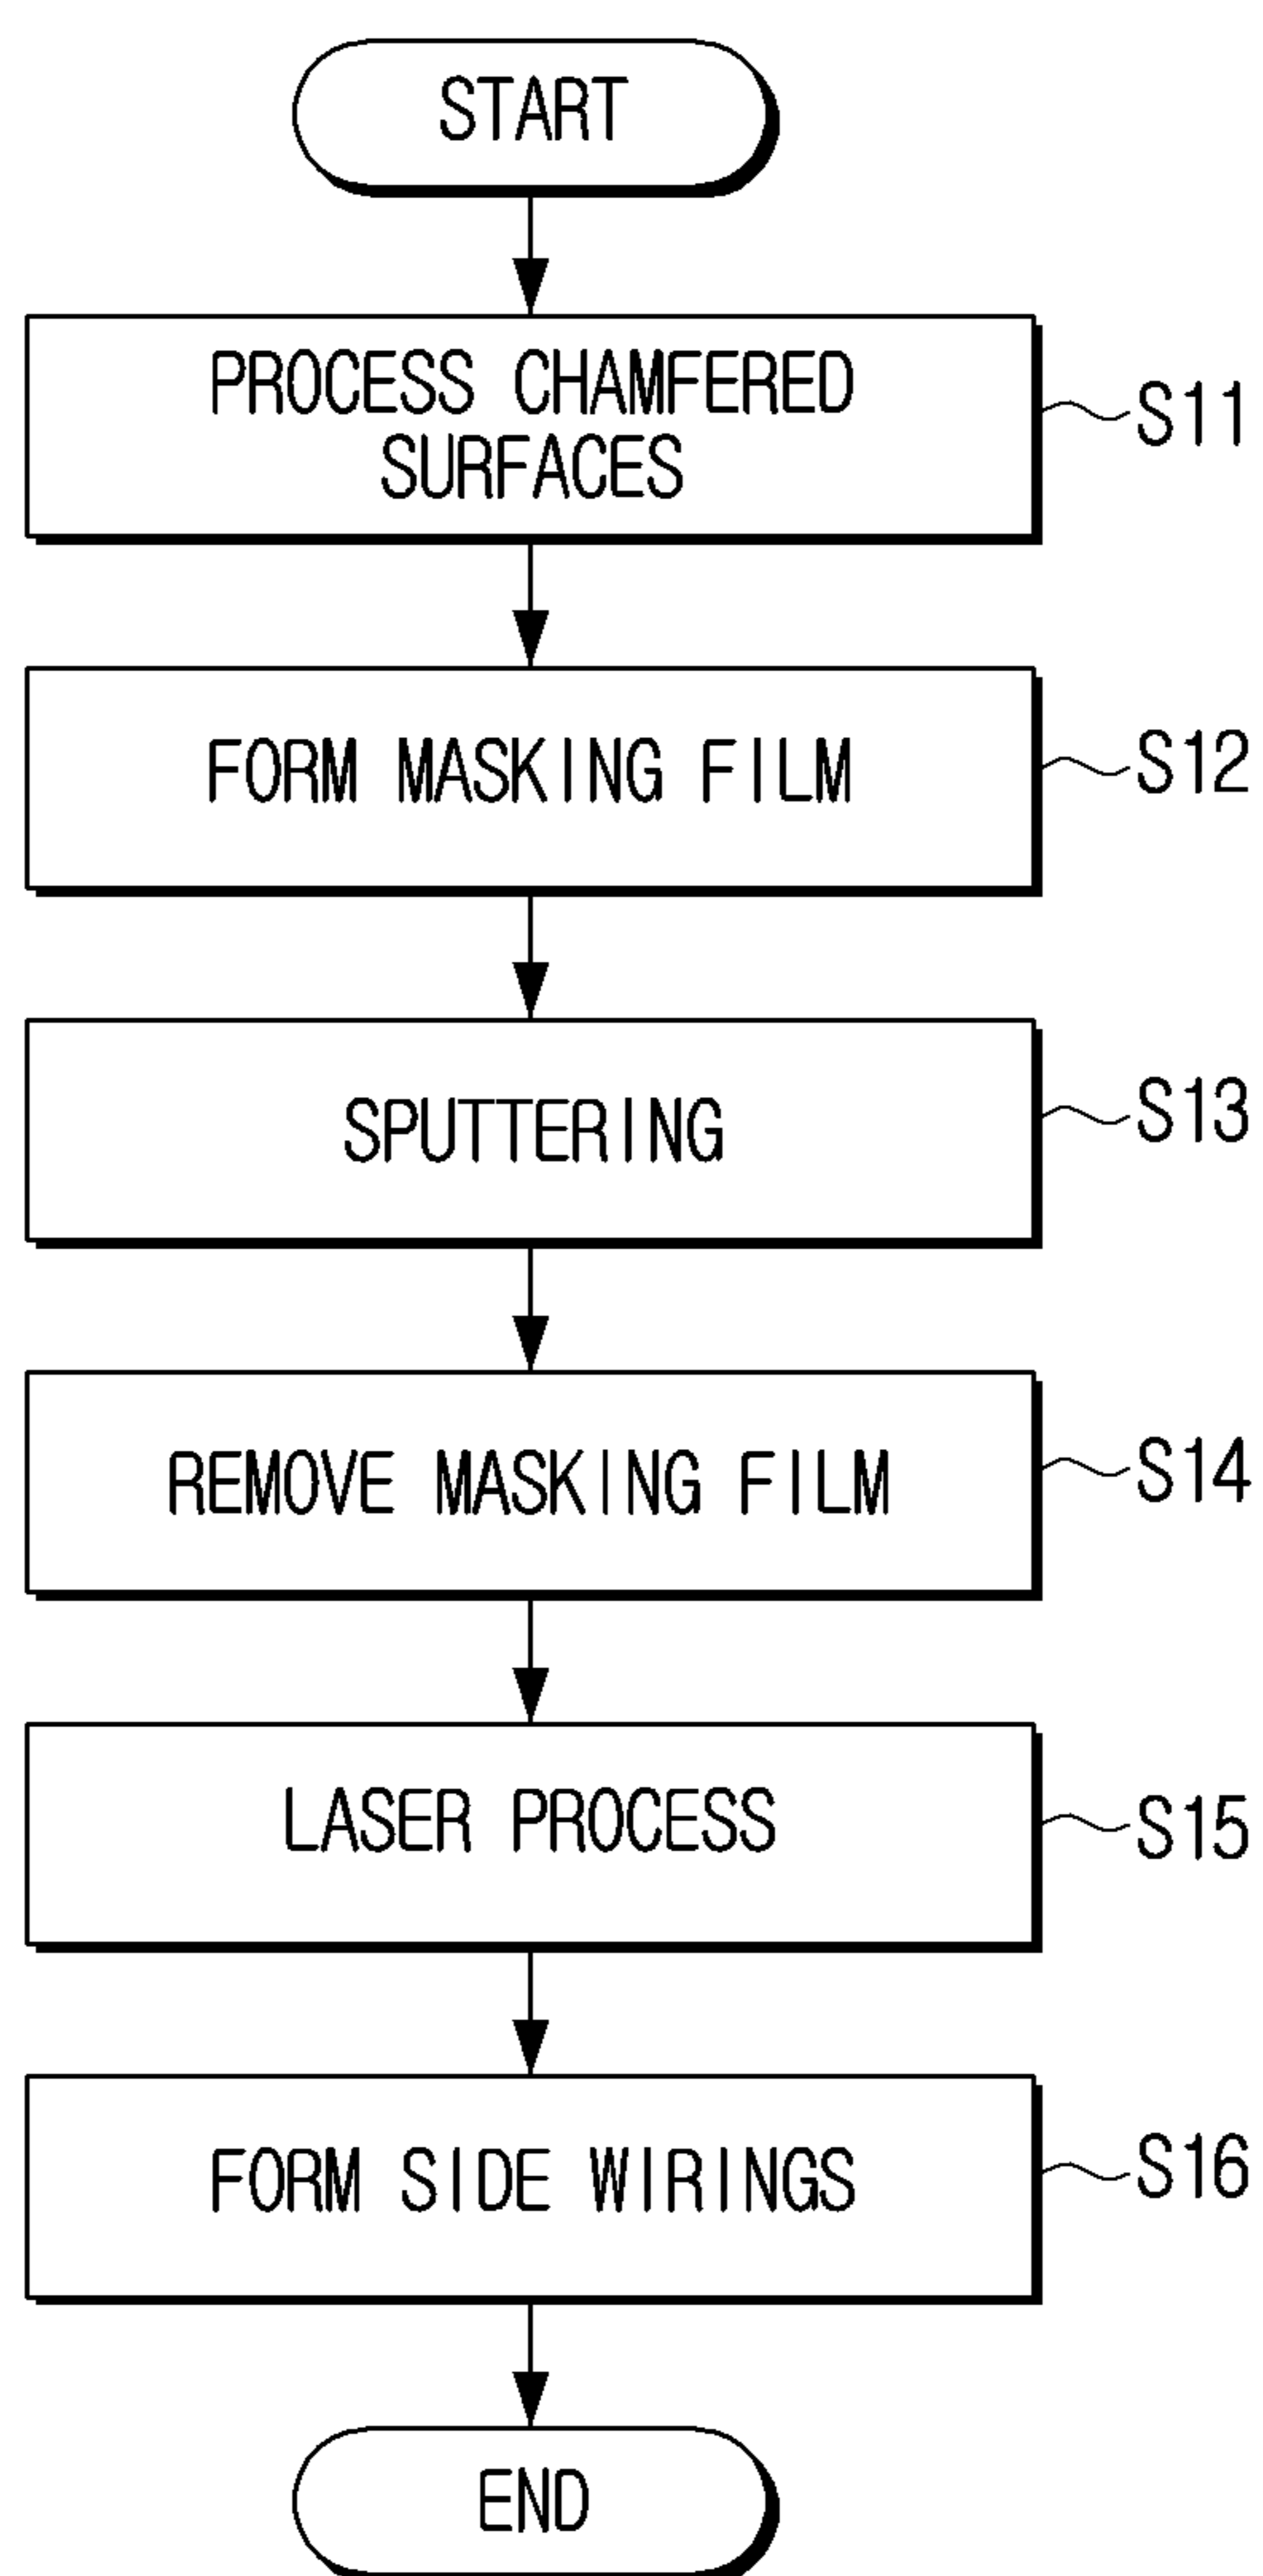 START
PROCESS CHAMFERED
SURFACES
S11
FORM MASKING FILM
S12
SPUTTERING
S13
REMOVE MASKING FILM
S14
LASER PROCESS
S15
FORM SIDE WIRINGS
S16
END